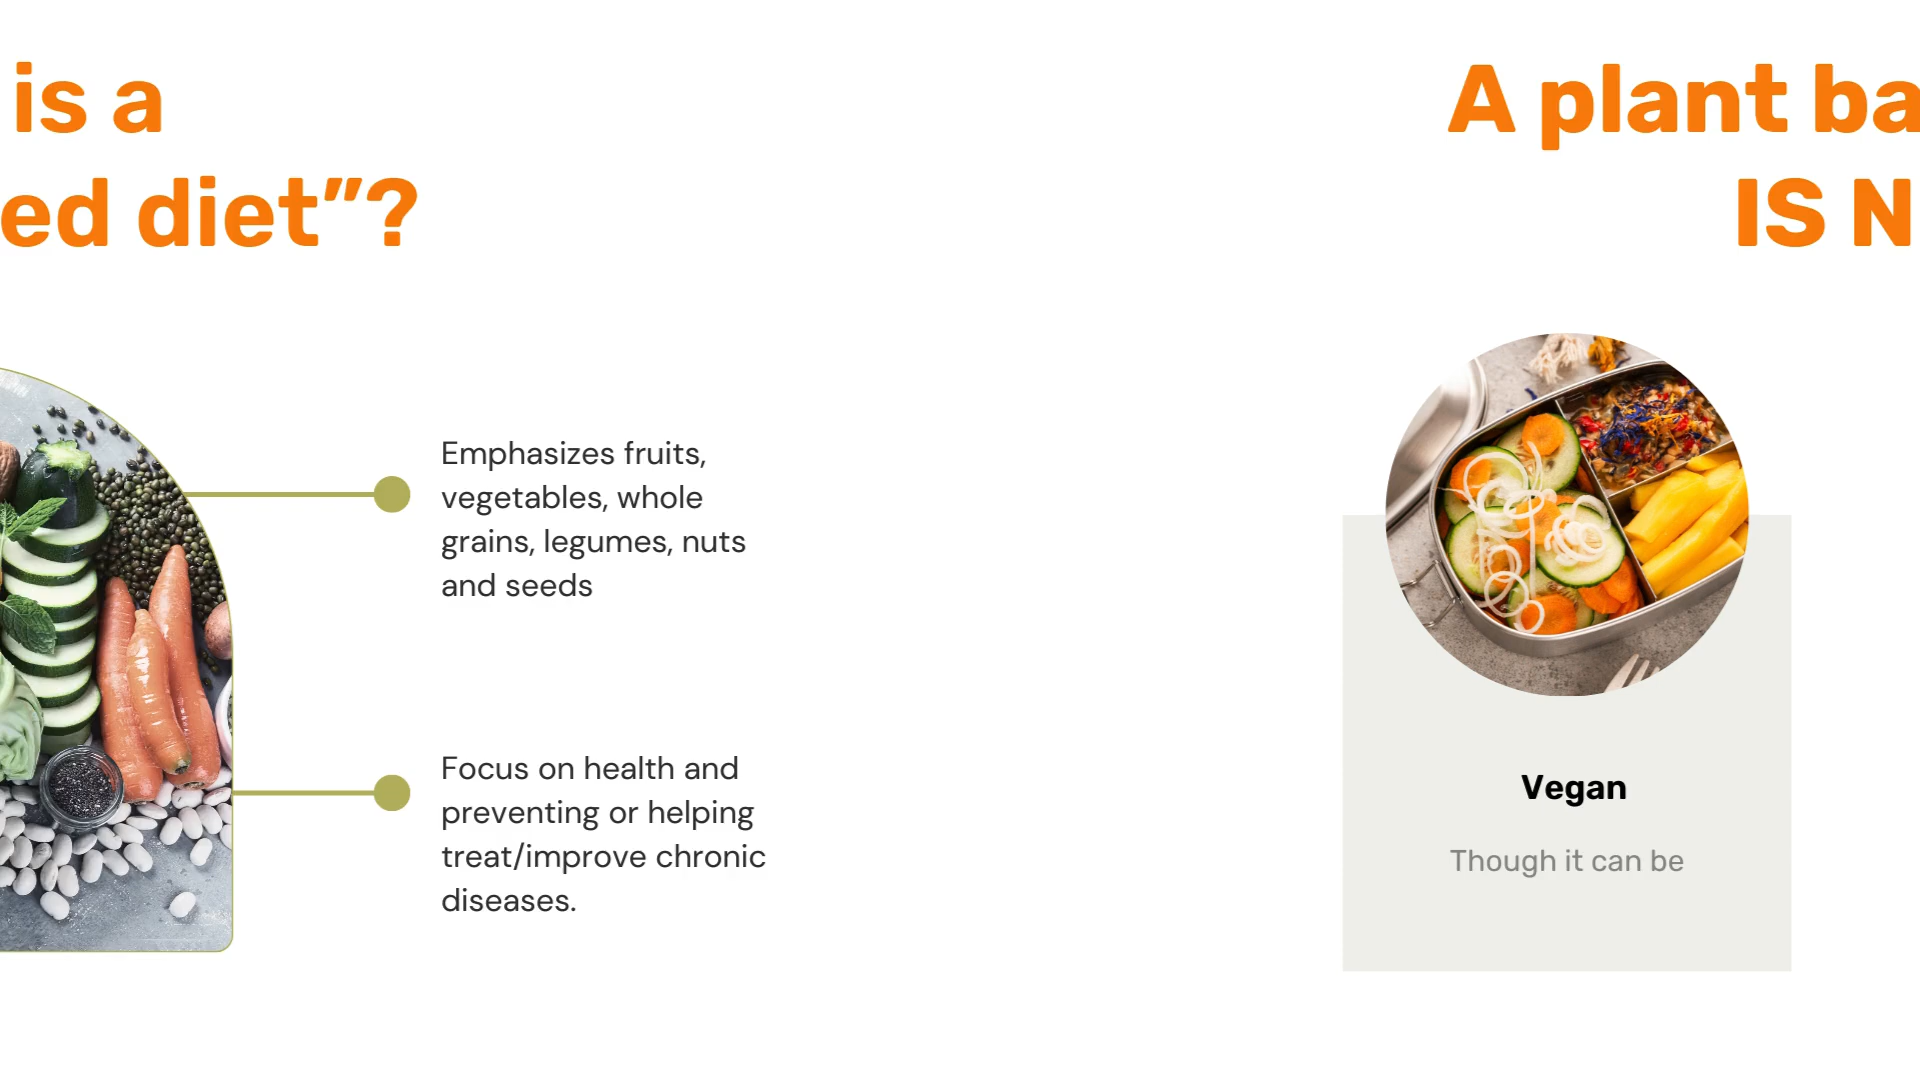 is a
ed diet”?
Emphasizes fruits,
vegetables, whole
grains, legumes, nuts
and seeds
Focus on health and
preventing or helping
treat/improve chronic
diseases.
A plant ba
IS N
Vegan
Though it can be